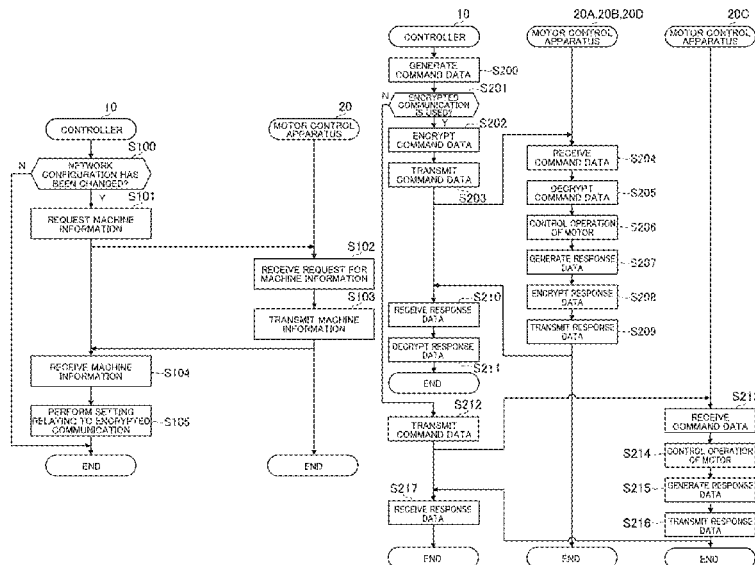 10
CONTROLLER
20
MOTOR CONTROL
APPARATUS
S100
N
NETWORK
CONFIGURATION HAS
BEEN CHANGED?
Y
S101
REQUEST MACHINE
INFORMATION
S102
RECEIVE REQUEST FOR
MACHINE INFORMATION
S103
TRANSMIT MACHINE
INFORMATION
RECEIVE MACHINE
INFORMATION
S104
PERFORM SETTING
RELATING TO ENCRYPTED
COMMUNICATION
S105
END
END
10
CONTROLLER
20A,20B,20D
MOTOR CONTROL
APPARATUS
20C
MOTOR CONTROL
APPARATUS
GENERATE
COMMAND DATA
S200
S201
N
ENCRYPTED
COMMUNICATION
IS USED?
Y
S202
ENCRYPT
COMMAND DATA
TRANSMIT
COMMAND DATA
S203
RECEIVE
COMMAND DATA
S204
DECRYPT
COMMAND DATA
S205
CONTROL OPERATION
OF MOTOR
S206
GENERATE RESPONSE
DATA
S207
ENCRYPT RESPONSE
DATA
S208
TRANSMIT RESPONSE
DATA
S209
S210
RECEIVE RESPONSE
DATA
DECRYPT RESPONSE
DATA
S211
END
S212
TRANSMIT
COMMAND DATA
S213
RECEIVE
COMMAND DATA
S214
CONTROL OPERATION
OF MOTOR
S215
GENERATE RESPONSE
DATA
S216
TRANSMIT RESPONSE
DATA
S217
RECEIVE RESPONSE
DATA
END
END
END